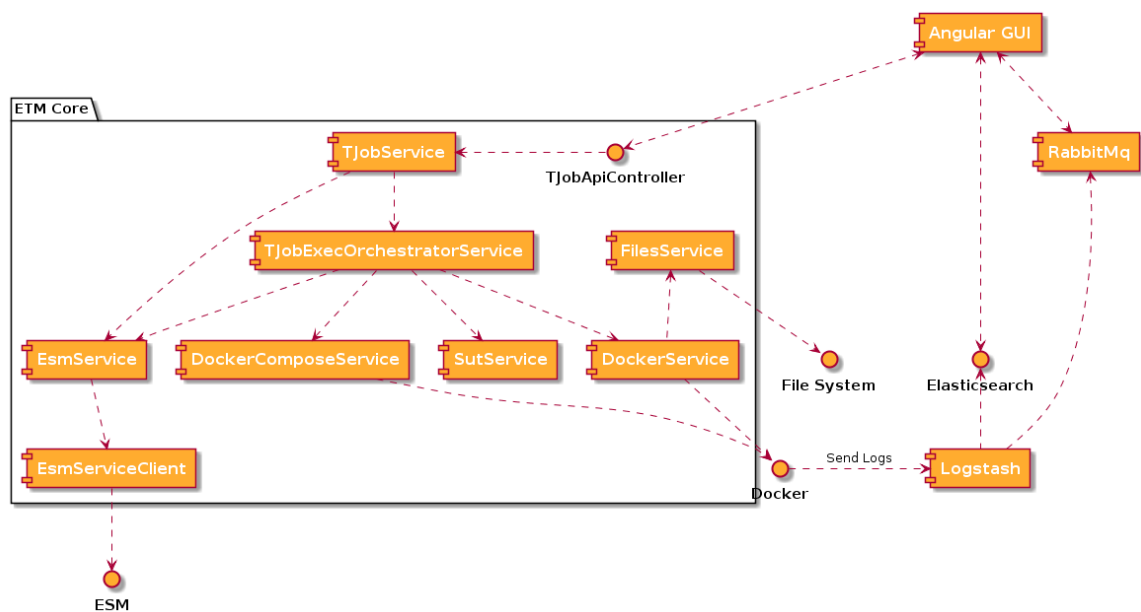 Angular GUI
ETM Core
TJobService
TJobApiController
RabbitMq
TJobExecOrchestratorService
FilesService
EsmService
DockerComposeService
SutService
DockerService
File System
Elasticsearch
EsmServiceClient
Send Logs
Logstash
Docker
ESM